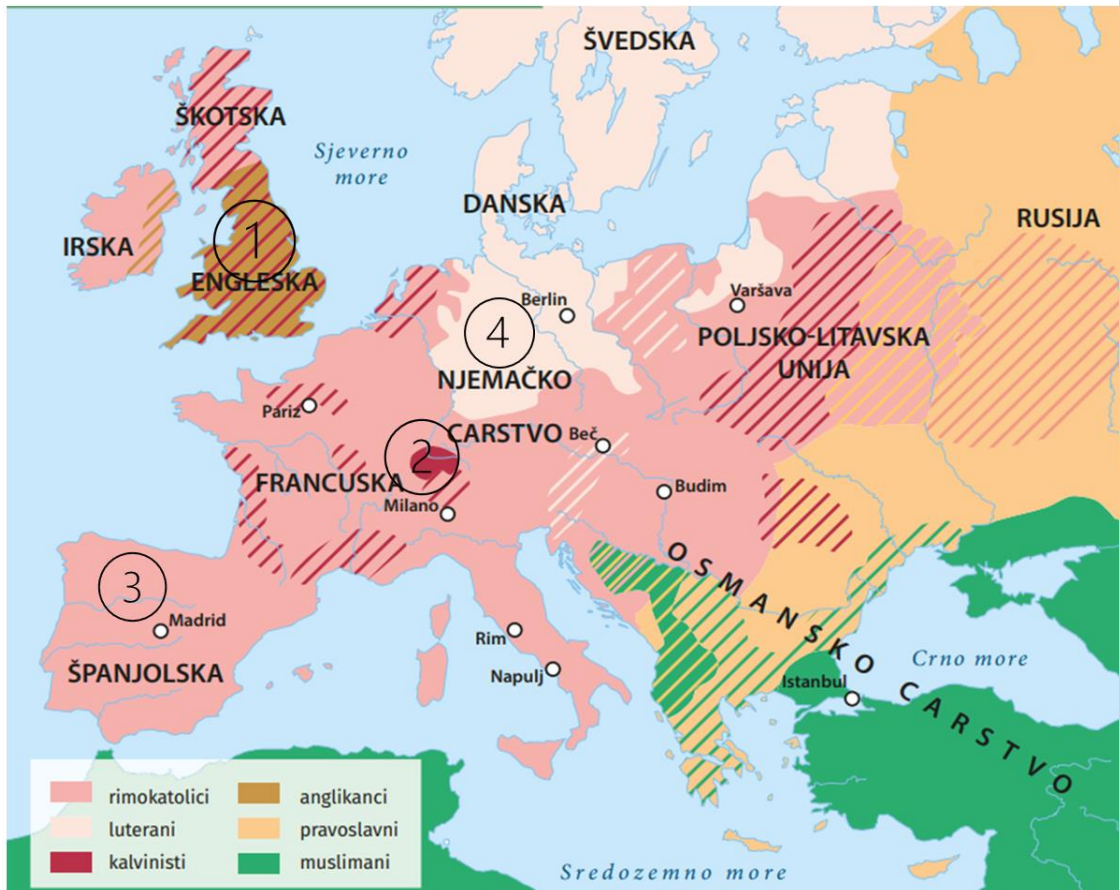 ŠVEDSKA
ŠKOTSKA
Sjeverno
more
DANSKA
RUSIJA
IRSKA
1
ENGLESKA
Berlin
4
Varšava
POLJSKO-LITAVSKA
UNIJA
NJEMAČKO
CARSTVO
Pariz
Beč
2
FRANCUSKA
Budim
Milano
3
Madrid
OSMANSKO CARSTVO
Rim
Crno more
ŠPANJOLSKA
Napulj
Istanbul
rimokatolici
anglikanci
luterani
pravoslavni
kalvinisti
muslimani
Sredozemno more